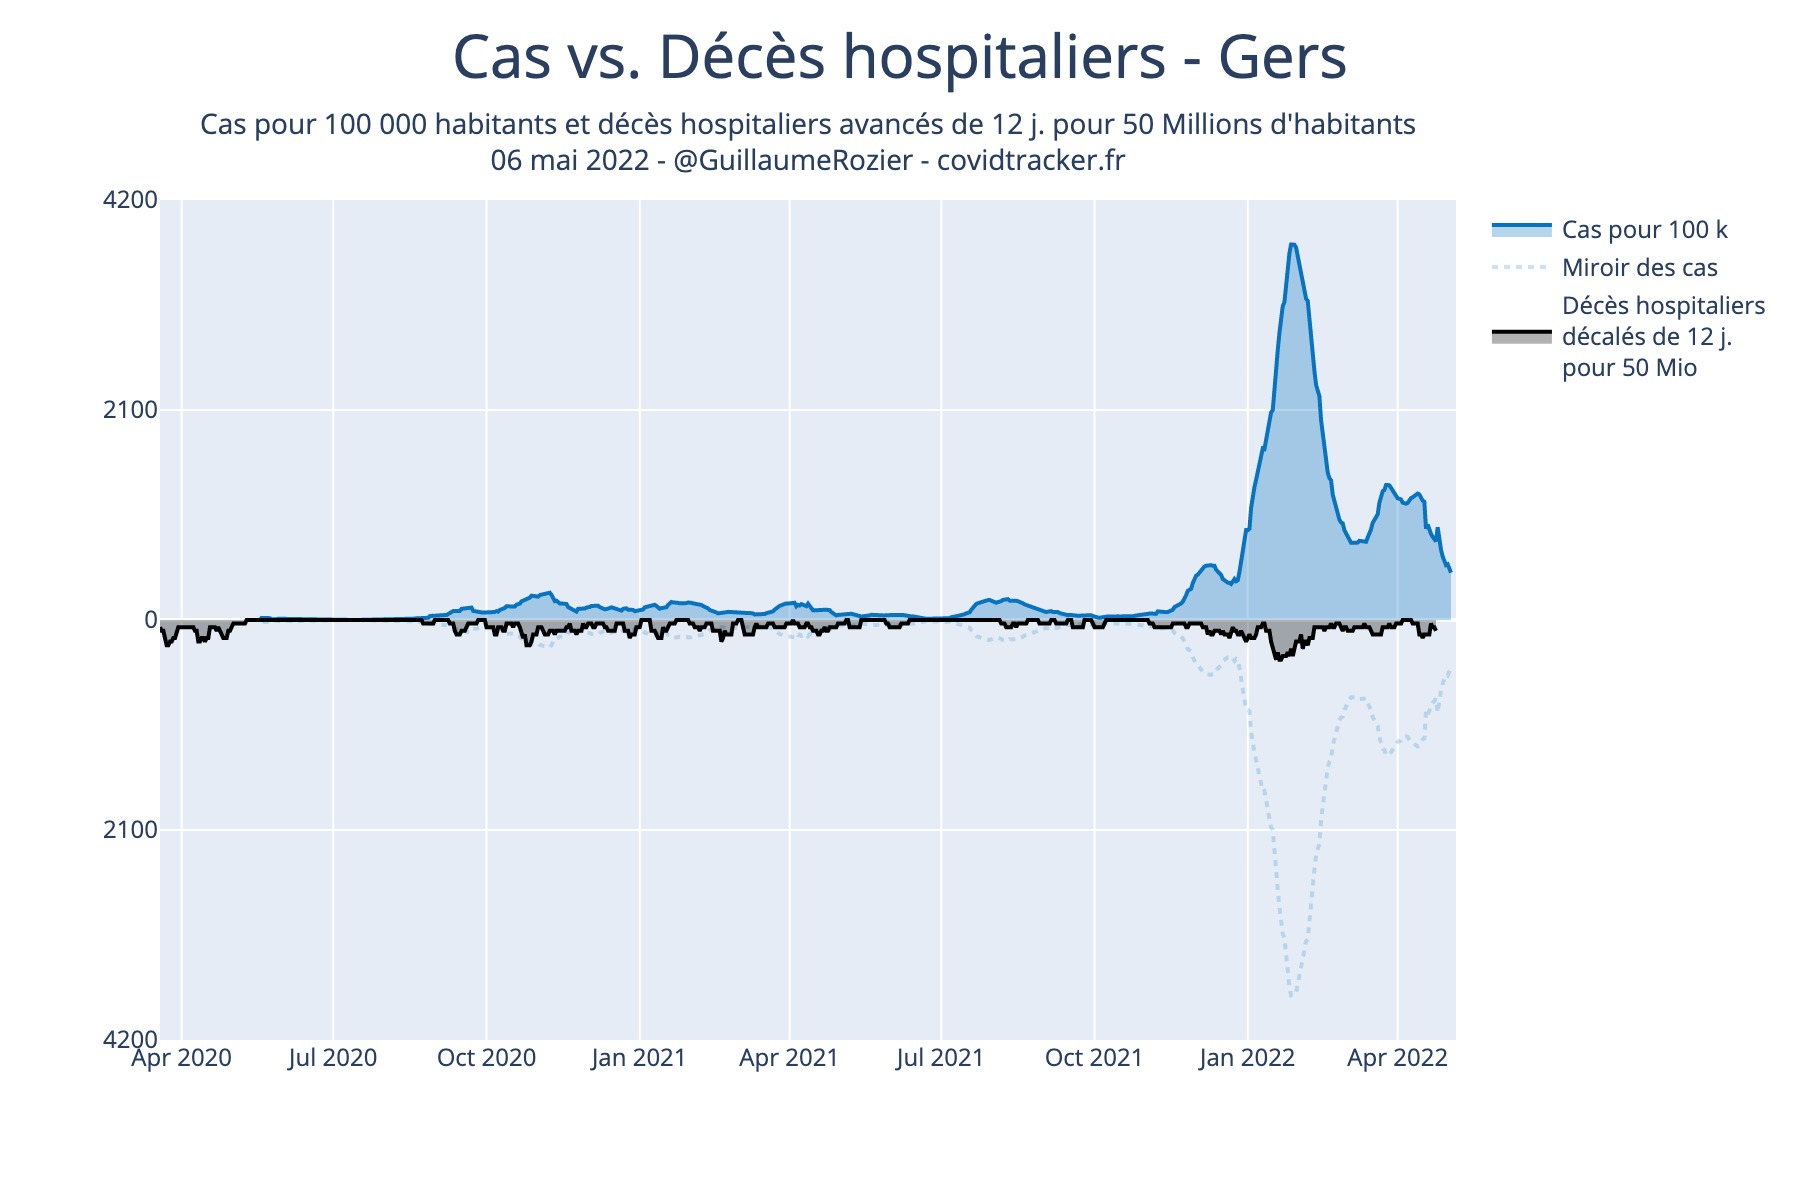 Cas vs. Décès hospitaliers - Gers
Cas pour 100 000 habitants et décès hospitaliers avancés de 12 j. pour 50 Millions d'habitants
06 mai 2022 - @GuillaumeRozier - covidtracker.fr
4200
2100
0
2100
4200
Apr 2020
Jul 2020
Oct 2020
Jan 2021
Apr 2021
Jul 2021
Oct 2021
Jan 2022
Apr 2022
Cas pour 100 k
Miroir des cas
Décès hospitaliers
décalés de 12 j.
pour 50 Mio